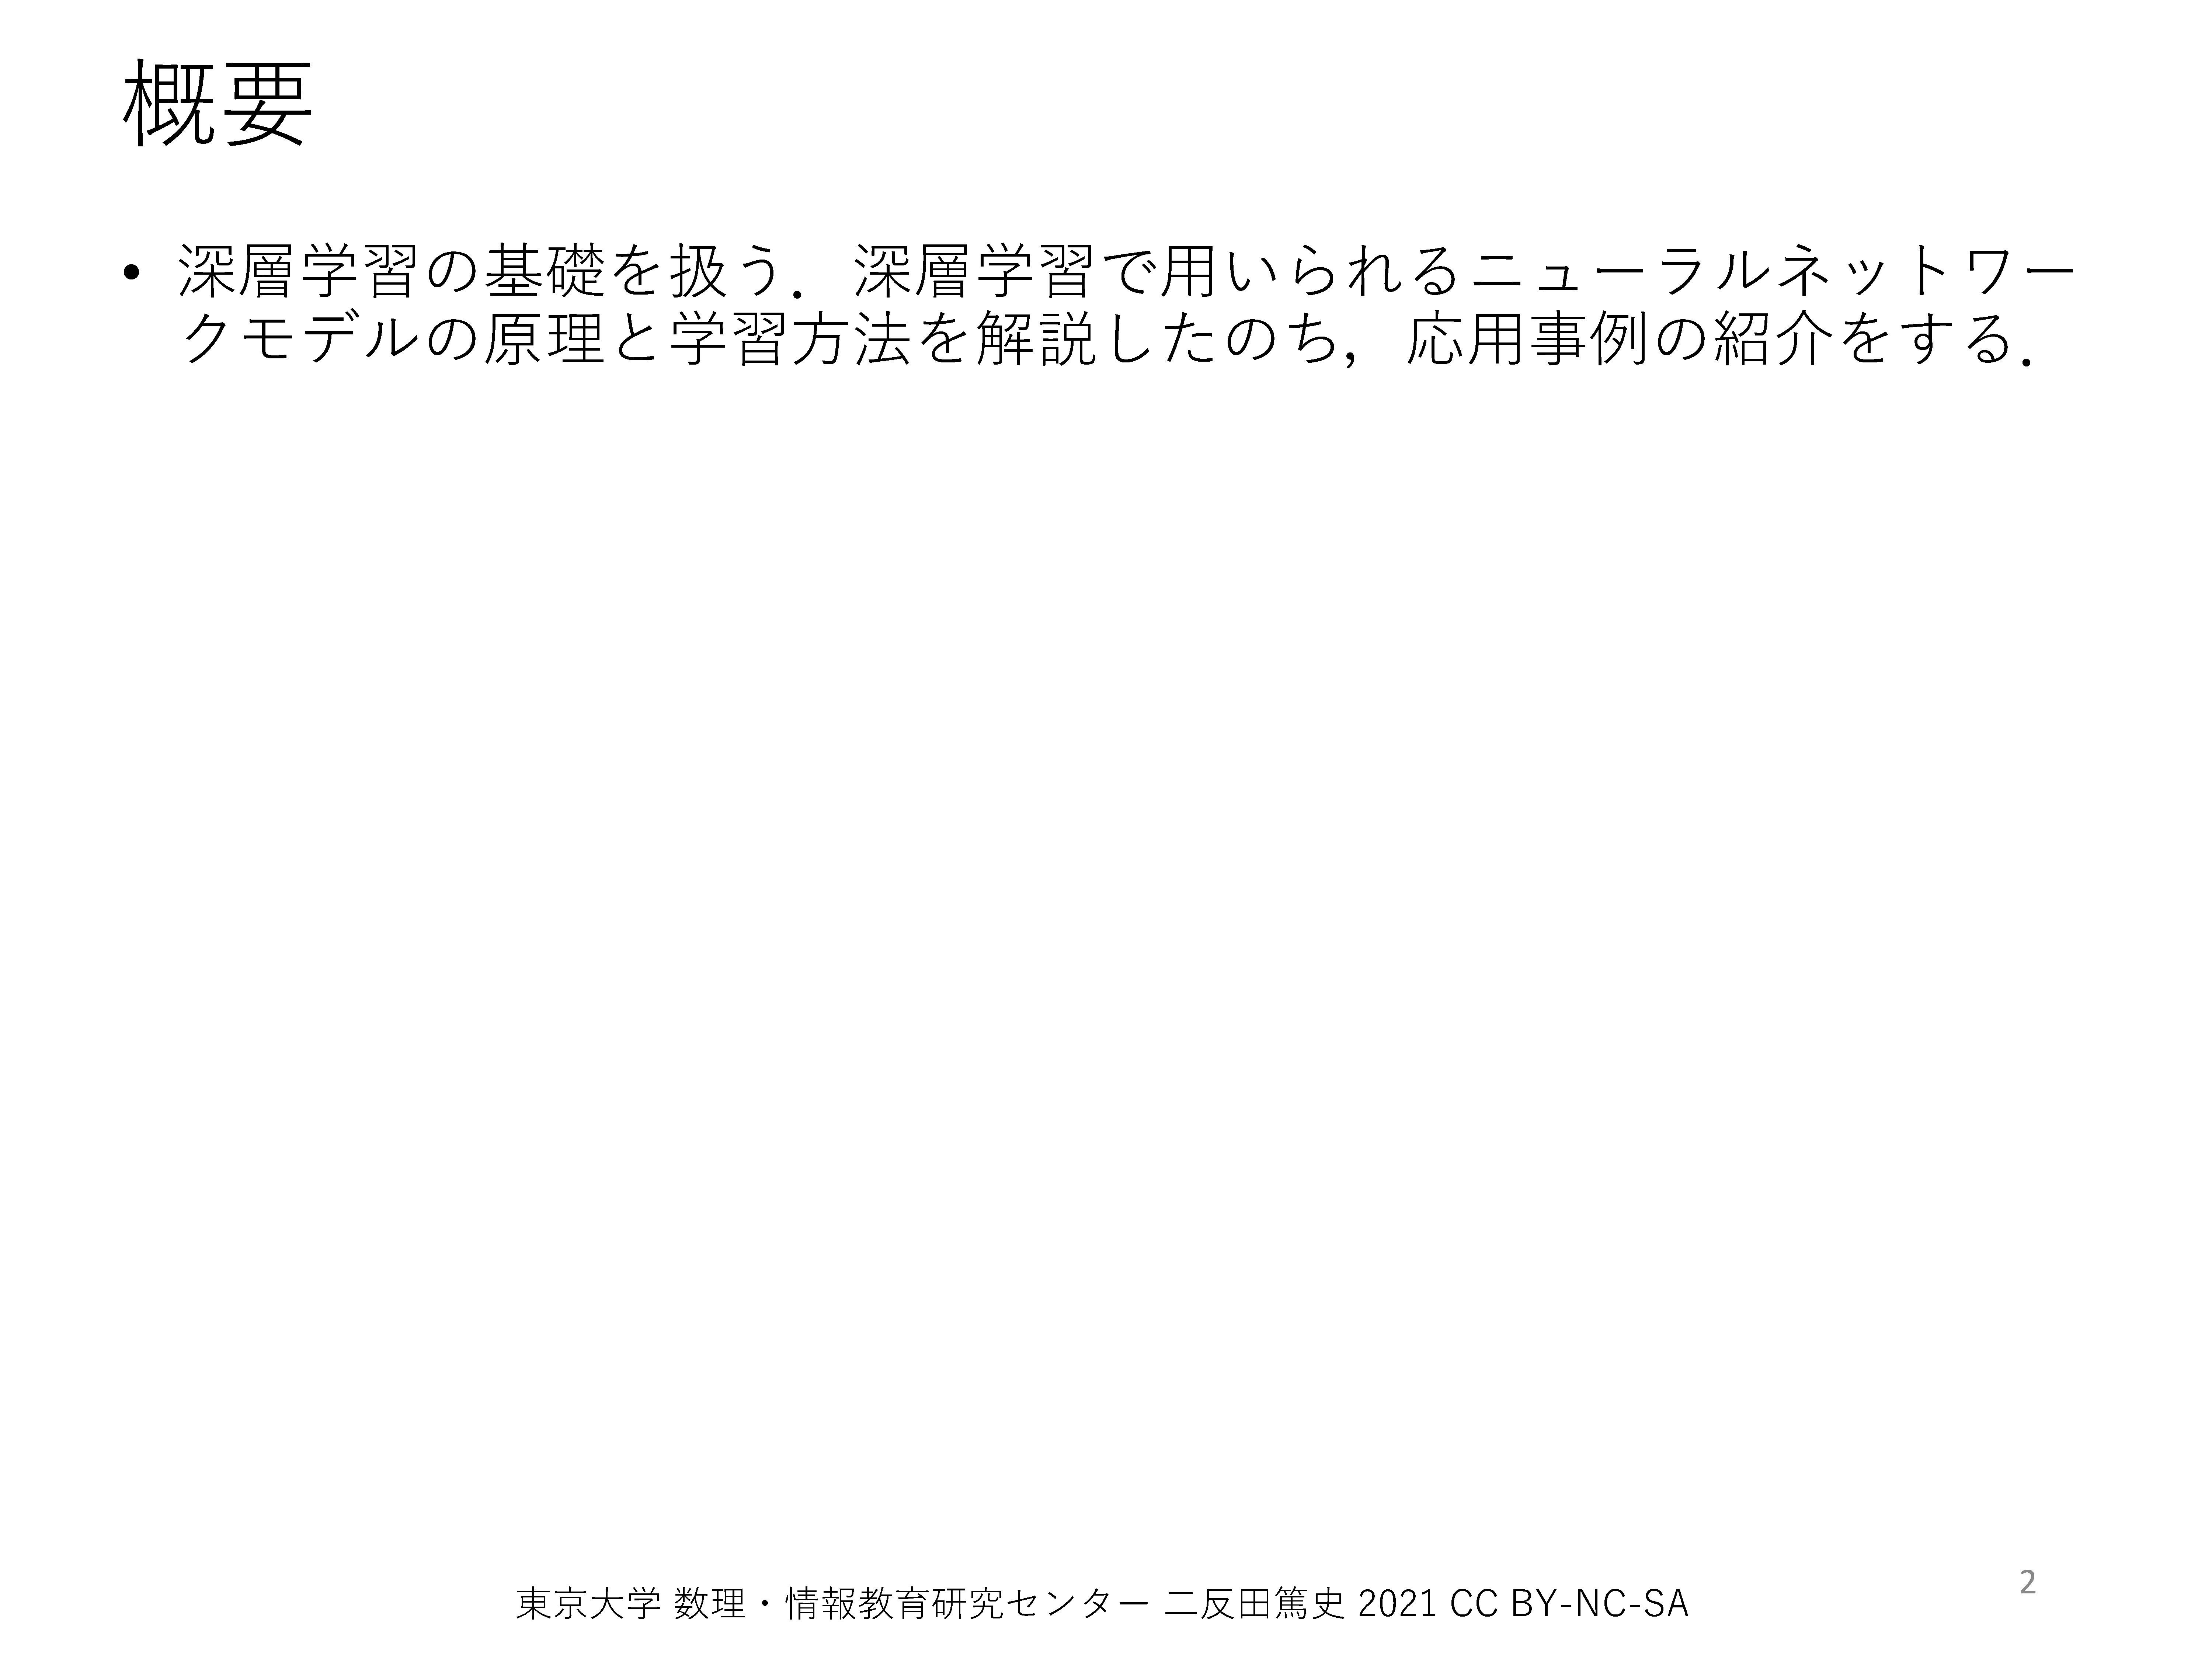 概要
• 深層学習の基礎を扱う．深層学習で用いられるニューラルネットワー
クモデルの原理と学習方法を解説したのち，応用事例の紹介をする．
東京大学 数理・情報教育研究センター 二反田篤史 2021 CC BY-NC-SA
2